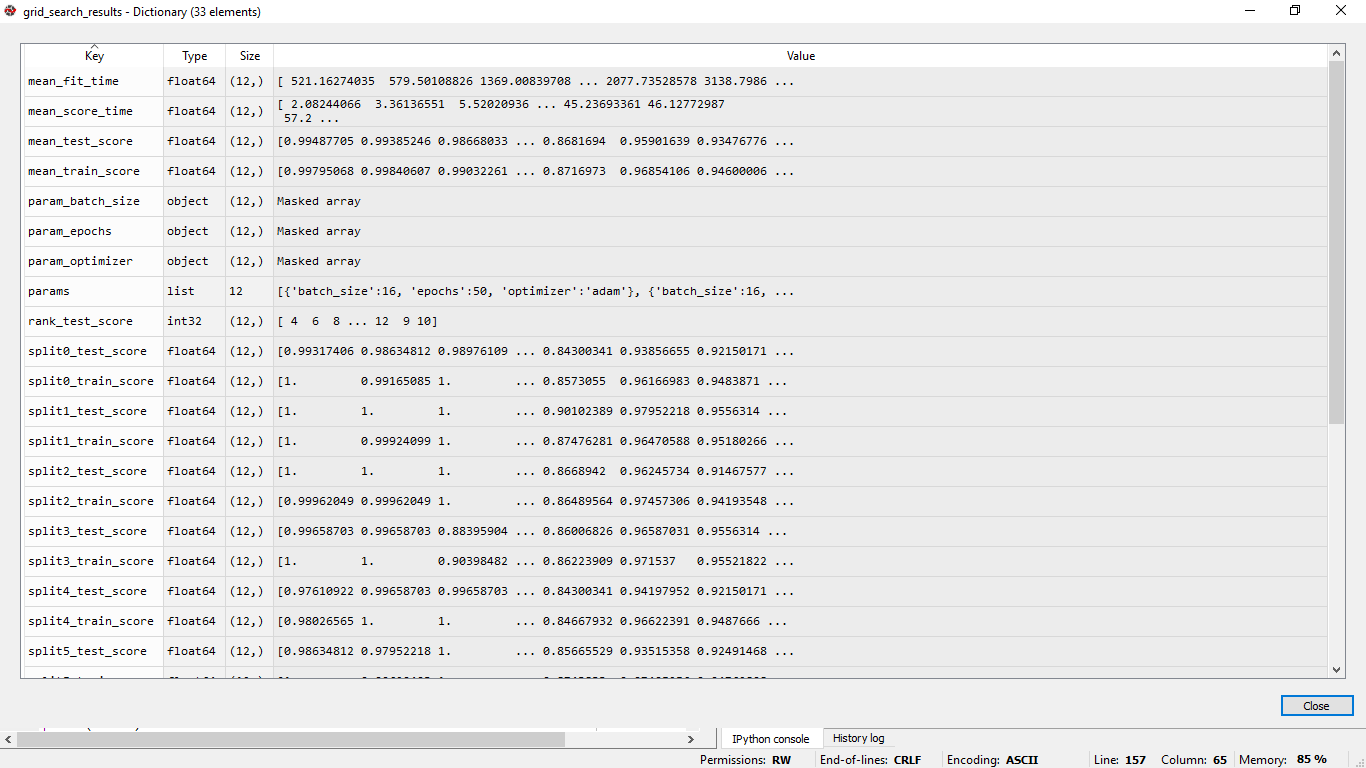 grid_search_results - Dictionary (33 elements)
Key Type Size Value
mean_fit_time float64 (12,) [ 521.16274035 579.50108826 1369.00839708 ... 2077.73528578 3138.7986 ...
mean_score_time float64 (12,) [ 2.08244066 3.36136551 5.52020936 ... 45.23693361 46.12772987
57.2 ...
mean_test_score float64 (12,) [0.99487705 0.99385246 0.98668033 ... 0.8681694 0.95901639 0.93476776 ...
mean_train_score float64 (12,) [0.99795068 0.99840607 0.99032261 ... 0.8716973 0.96854106 0.94600006 ...
param_batch_size object (12,) Masked array
param_epochs object (12,) Masked array
param_optimizer object (12,) Masked array
params list 12 [{'batch_size':16, 'epochs':50, 'optimizer':'adam'}, {'batch_size':16, ...
rank_test_score int32 (12,) [ 4 6 8 ... 12 9 10]
split0_test_score float64 (12,) [0.99317406 0.98634812 0.98976109 ... 0.84300341 0.93856655 0.92150171 ...
split0_train_score float64 (12,) [1. 0.99165085 1. ... 0.8573055 0.96166983 0.9483871 ...
split1_test_score float64 (12,) [1. 1. 1. ... 0.90102389 0.97952218 0.9556314 ...
split1_train_score float64 (12,) [1. 0.99924099 1. ... 0.87476281 0.96470588 0.95180266 ...
split2_test_score float64 (12,) [1. 1. 1. ... 0.8668942 0.96245734 0.91467577 ...
split2_train_score float64 (12,) [0.99962049 0.99962049 1. ... 0.86489564 0.97457306 0.94193548 ...
split3_test_score float64 (12,) [0.99658703 0.99658703 0.88395904 ... 0.86006826 0.96587031 0.9556314 ...
split3_train_score float64 (12,) [1. 1. 0.90398482 ... 0.86223909 0.971537 0.95521822 ...
split4_test_score float64 (12,) [0.97610922 0.99658703 0.99658703 ... 0.84300341 0.94197952 0.92150171 ...
split4_train_score float64 (12,) [0.98026565 1. 1. ... 0.84667932 0.96622391 0.9487666 ...
split5_test_score float64 (12,) [0.98634812 0.97952218 1. ... 0.85665529 0.93515358 0.92491468 ...
Close
IPython console History log
Permissions: RW End-of-lines: CRLF Encoding: ASCII Line: 157 Column: 65 Memory: 85 %